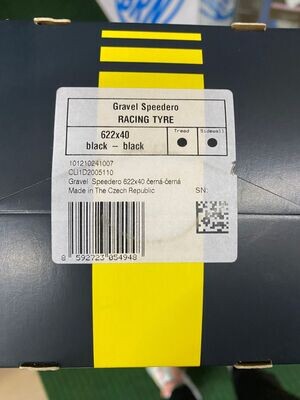 Gravel Speedero
RACING TYRE
622x40
black – black
Tread
Sidewall
101210241007
CLI1D2005110
Gravel Speedero 622x40 černá-černá
Made in The Czech Republic
SN:
8 592723 054948